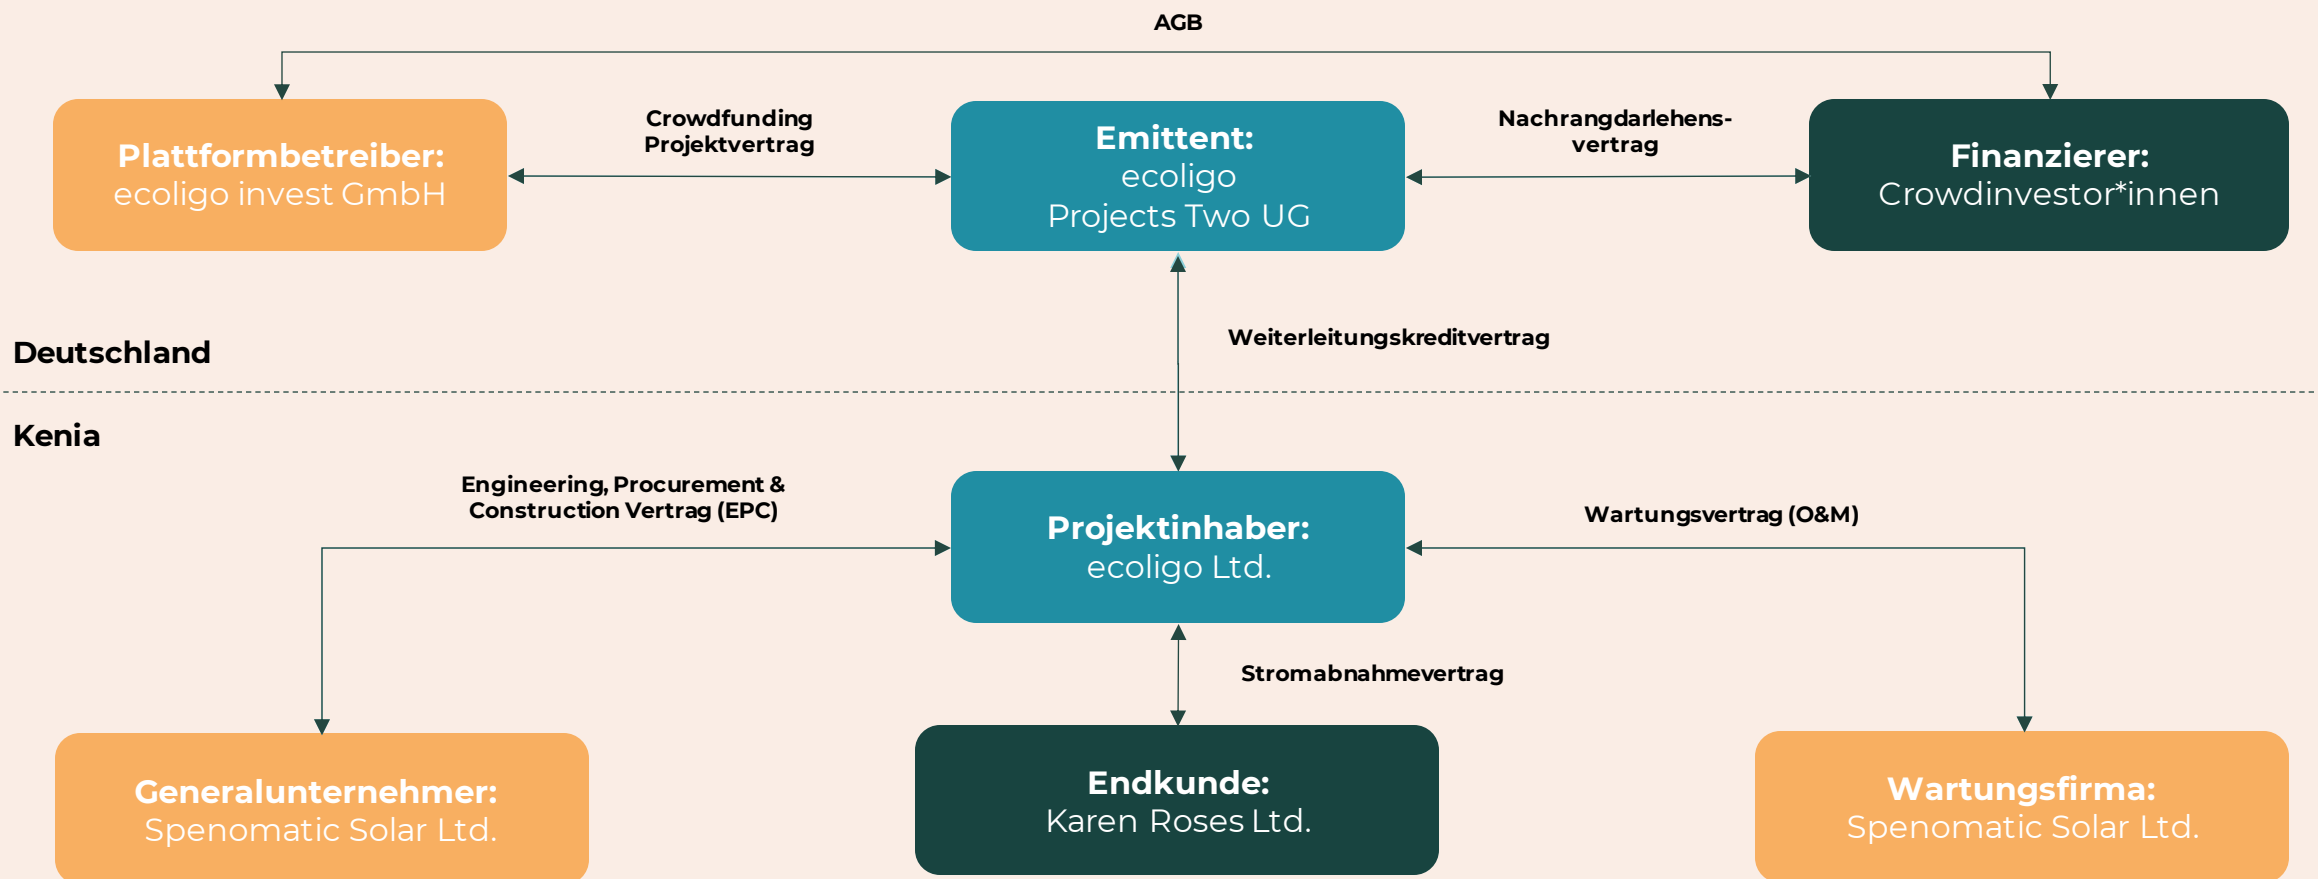 AGB
Plattformbetreiber:
ecoligo invest GmbH
Crowdfunding
Projektvertrag
Emittent:
ecoligo
Projects Two UG
Nachrangdarlehens-
vertrag
Finanzierer:
Crowdinvestor*innen
Weiterleitungskreditvertrag
Deutschland
Kenia
Engineering, Procurement &
Construction Vertrag (EPC)
Projektinhaber:
ecoligo Ltd.
Wartungsvertrag (O&M)
Stromabnahmevertrag
Generalunternehmer:
Spenomatic Solar Ltd.
Endkunde:
Karen Roses Ltd.
Wartungsfirma:
Spenomatic Solar Ltd.